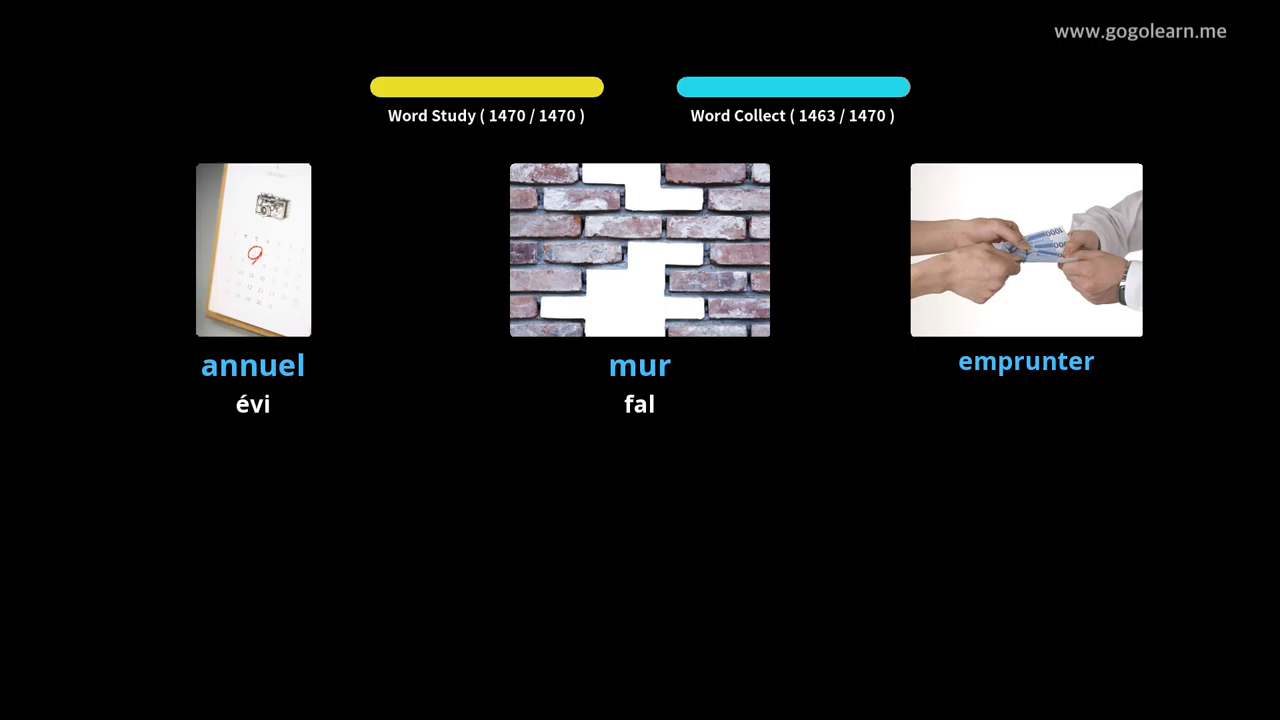 www.gogolearn.me
Word Study ( 1470 / 1470 )
Word Collect ( 1463 / 1470 )
annuel
mur
emprunter
évi
fal